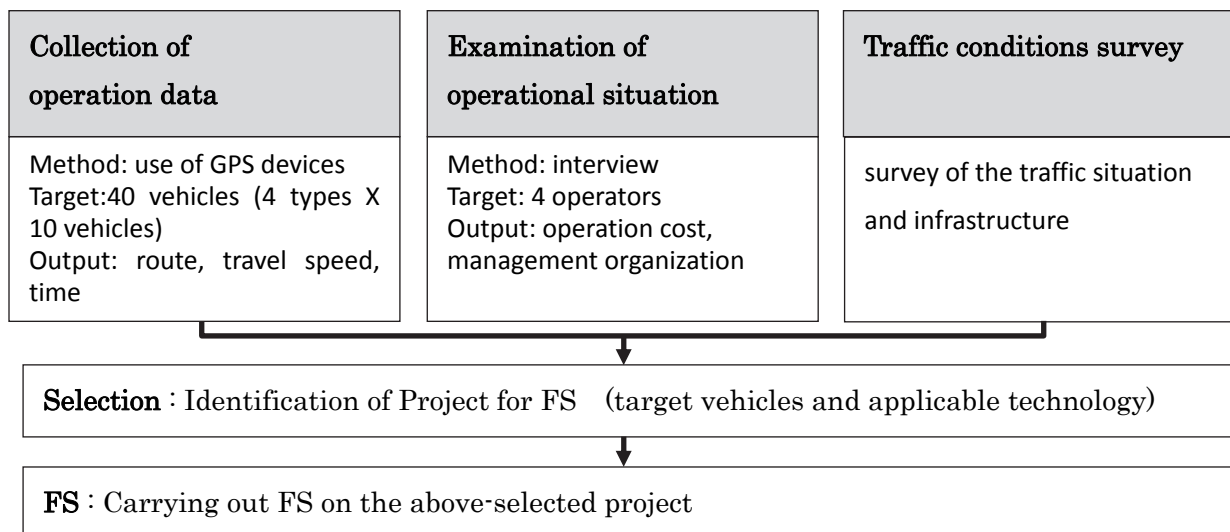 Collection of
operation data
Method: use of GPS devices
Target:40 vehicles (4 types X
10 vehicles)
Output: route, travel speed,
time
Examination of
operational situation
Method: interview
Target: 4 operators
Output: operation cost,
management organization
Traffic conditions survey
survey of the traffic situation
and infrastructure
Selection : Identification of Project for FS (target vehicles and applicable technology)
FS : Carrying out FS on the above-selected project